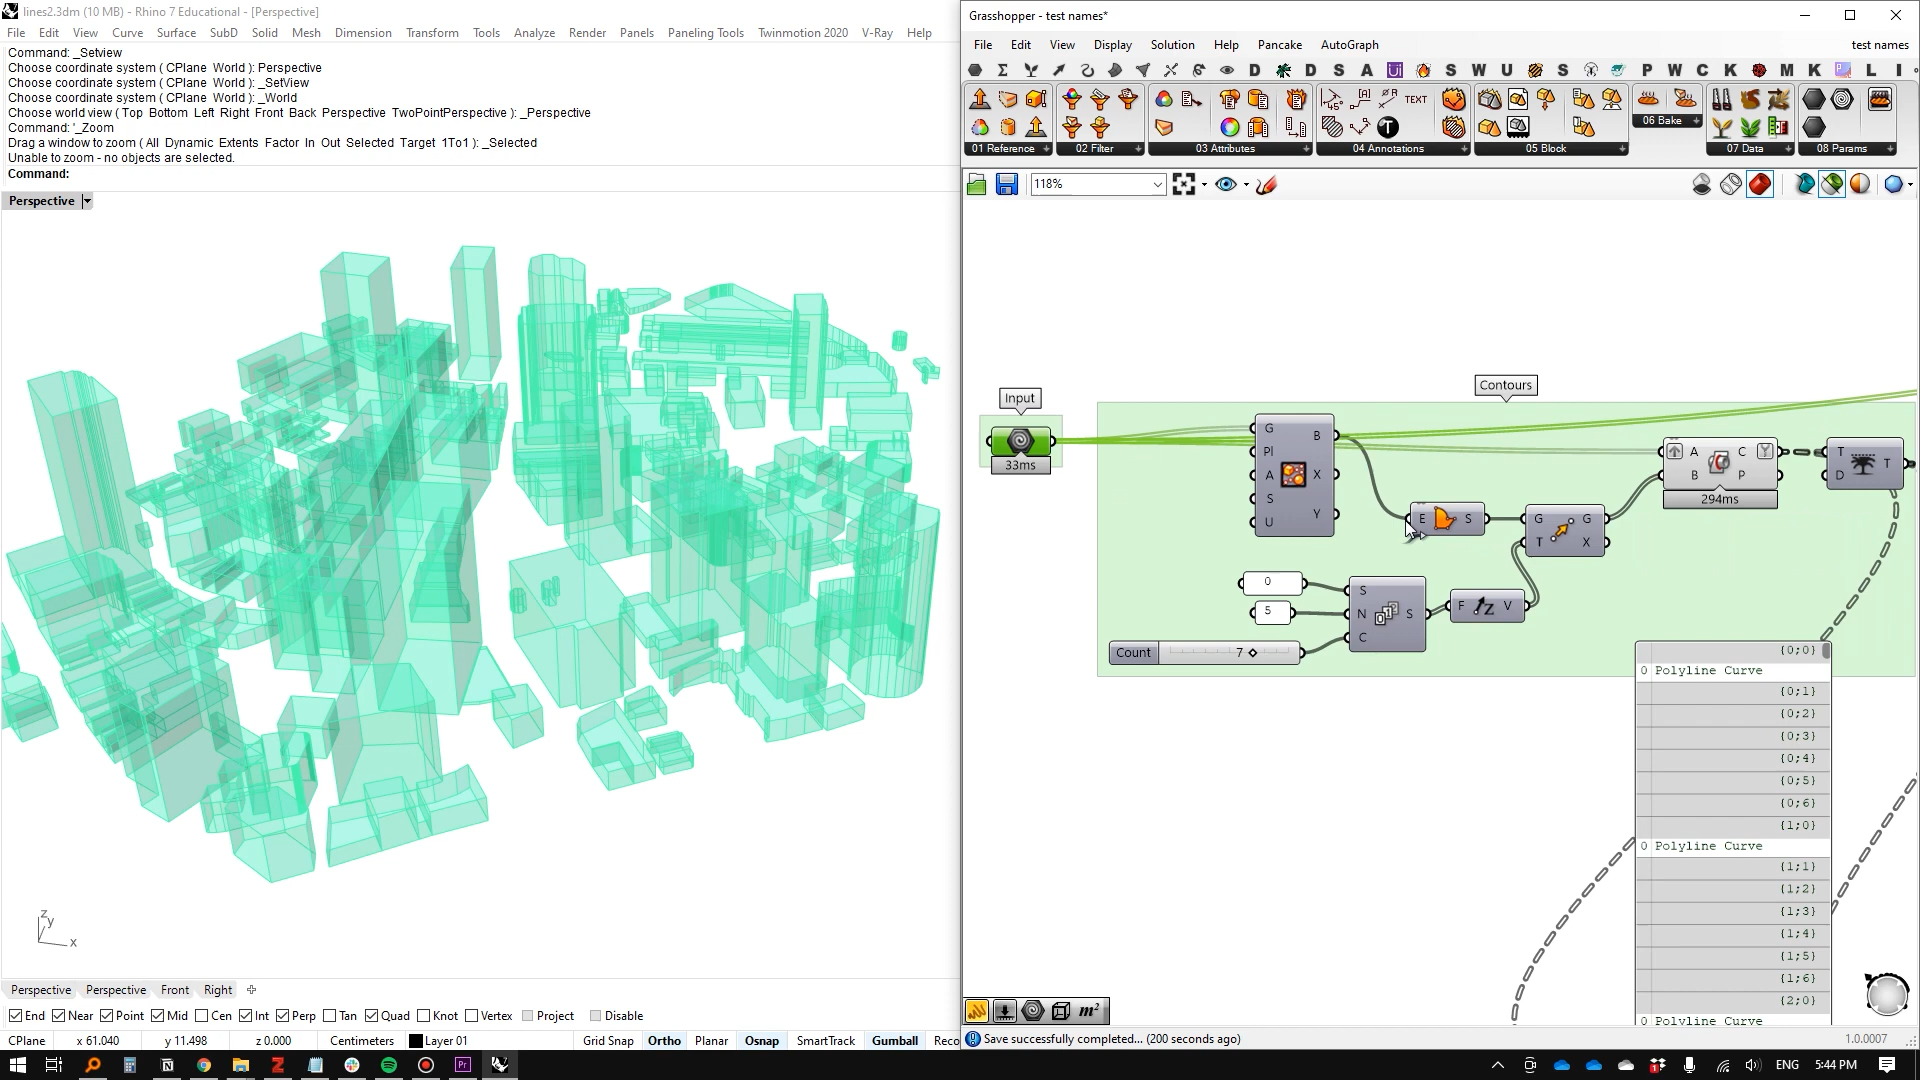 lines2.3dm (10 MB) - Rhino 7 Educational - [Perspective]
File Edit View Curve Surface SubD Solid Mesh Dimension Transform Tools Analyze Render Panels Paneling Tools Twinmotion 2020 V-Ray Help
Command: _Setview
Choose coordinate system ( CPlane World ): Perspective
Choose coordinate system ( CPlane World ): _SetView
Choose coordinate system ( CPlane World ): _World
Choose world view ( Top Bottom Left Right Front Back Perspective TwoPointPerspective ): _Perspective
Command: '_Zoom
Drag a window to zoom ( All Dynamic Extents Factor In Out Selected Target 1To1 ): _Selected
Unable to zoom - no objects are selected.
Command:
Perspective
z
y
x
Perspective Perspective Front Right
End Near Point Mid Cen Int Perp Tan Quad Knot Vertex Project Disable
CPlane x 61.040 y 11.498 z 0.000 Centimeters Layer 01 Grid Snap Ortho Planar Osnap SmartTrack Gumball Reco
Grasshopper - test names*
File Edit View Display Solution Help Pancake AutoGraph test names
D D S A S W U S P W C K M K L I
45° TEXT
T
01 Reference 02 Filter 03 Attributes 04 Annotations 05 Block 06 Bake 07 Data 08 Params
118%
Contours
Input
33ms
G B
Pl
A X
S
U Y
E S
G G
T X
A C
B P
294ms
T T
D
0
5
Count 7
S
N S
C
F V
{0;0}
0 Polyline Curve
{0;1}
{0;2}
{0;3}
{0;4}
{0;5}
{0;6}
{1;0}
0 Polyline Curve
{1;1}
{1;2}
{1;3}
{1;4}
{1;5}
{1;6}
{2;0}
0 Polyline Curve
m²
Save successfully completed... (200 seconds ago) 1.0.0007
ENG 5:44 PM